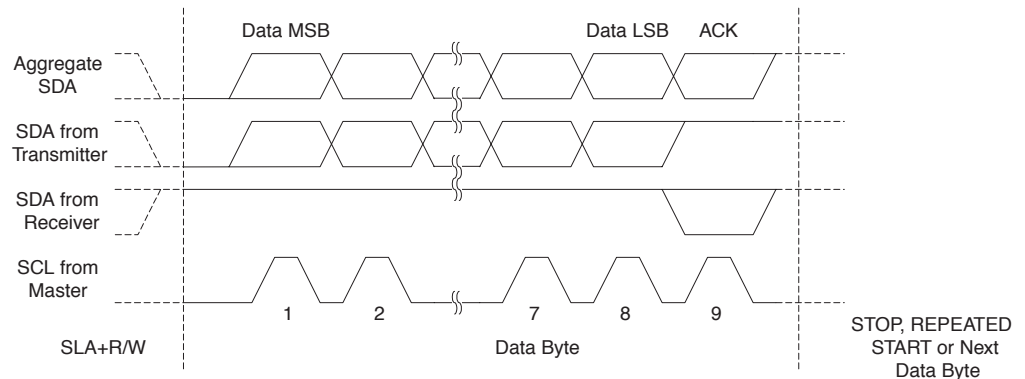 Data MSB
Data LSB
ACK
Aggregate
SDA
SDA from
Transmitter
SDA from
Receiver
SCL from
Master
1
2
7
8
9
SLA+R/W
Data Byte
STOP, REPEATED
START or Next
Data Byte